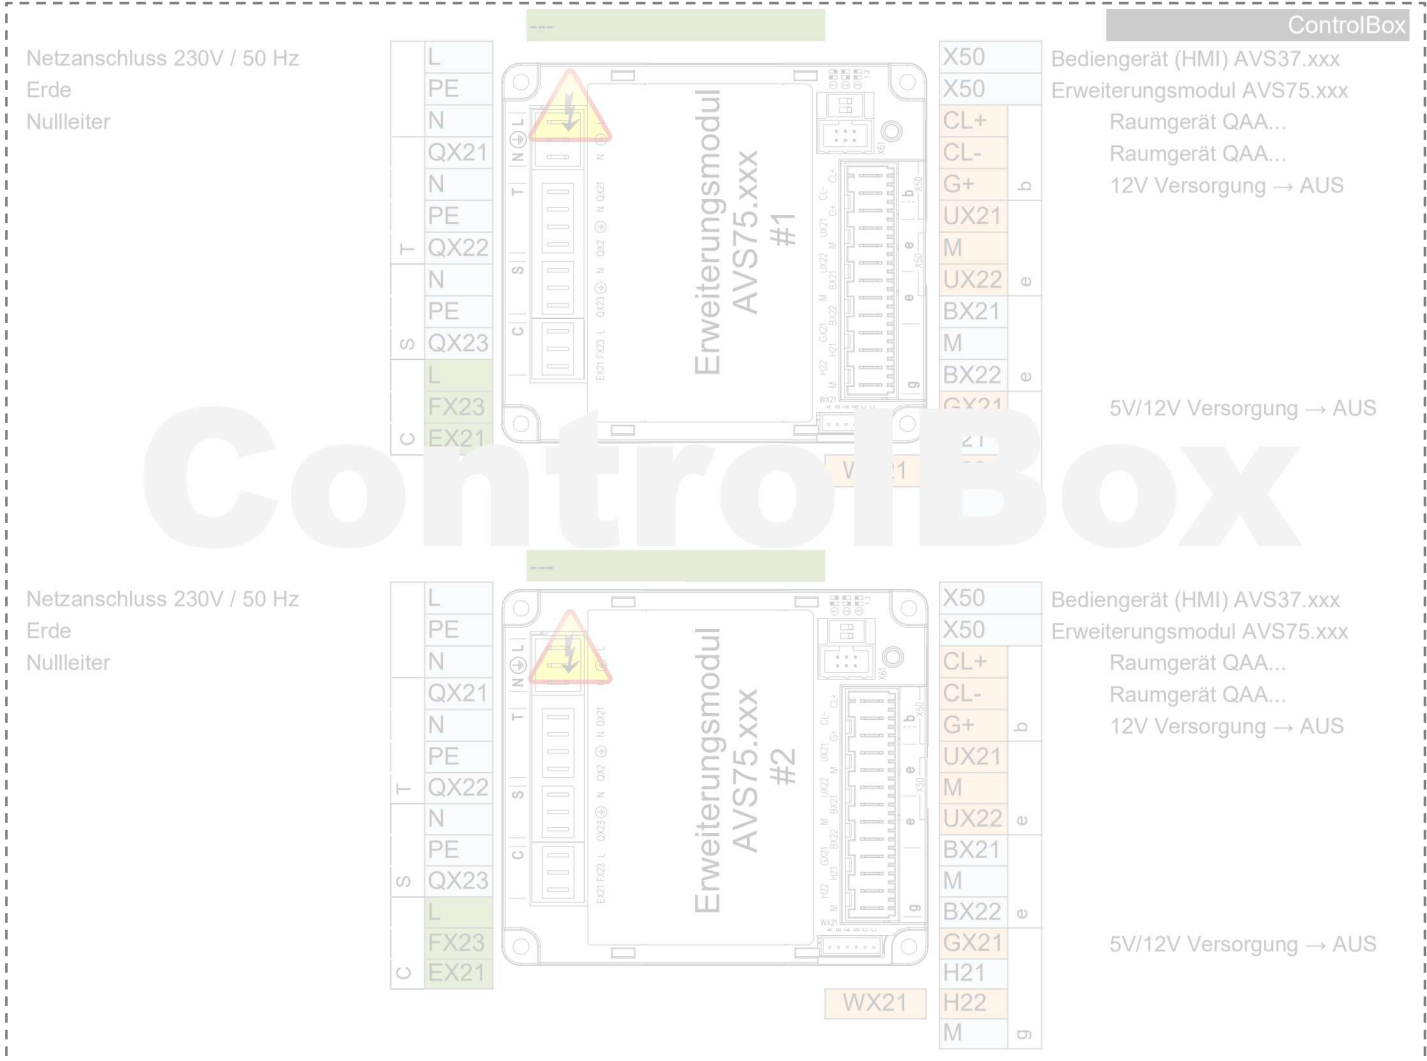 ----
ControlBox
Netzanschluss 230V / 50 Hz
Erde
Nullleiter
L
PE
N
QX21
N
PE
T QX22
N
PE
S QX23
L
FX23
C EX21
Erweiterungsmodul
AVS75.xxx
#1
X50 Bediengerät (HMI) AVS37.xxx
X50 Erweiterungsmodul AVS75.xxx
CL+ Raumgerät QAA...
CL- Raumgerät QAA...
G+ b 12V Versorgung → AUS
UX21
M
UX22 e
BX21
M
BX22 e
GX21 5V/12V Versorgung → AUS
ControlBox
----
Netzanschluss 230V / 50 Hz
Erde
Nullleiter
L
PE
N
QX21
N
PE
T QX22
N
PE
S QX23
L
FX23
C EX21
Erweiterungsmodul
AVS75.xxx
#2
X50 Bediengerät (HMI) AVS37.xxx
X50 Erweiterungsmodul AVS75.xxx
CL+ Raumgerät QAA...
CL- Raumgerät QAA...
G+ b 12V Versorgung → AUS
UX21
M
UX22 e
BX21
M
BX22 e
GX21 5V/12V Versorgung → AUS
H21
WX21 H22
M g